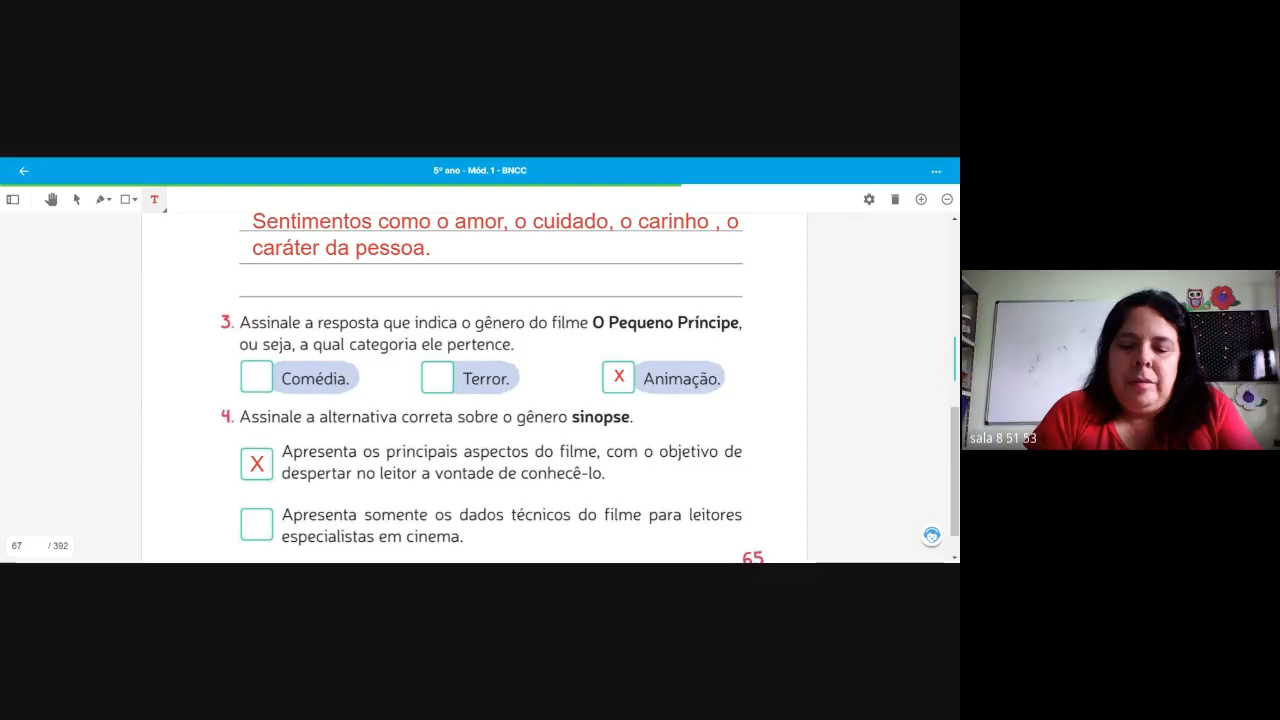 5º ano - Mód. 1 - BNCC
T
Sentimentos como o amor, o cuidado, o carinho , o
caráter da pessoa.
3. Assinale a resposta que indica o gênero do filme O Pequeno Príncipe,
ou seja, a qual categoria ele pertence.
Comédia.
Terror.
X Animação.
4. Assinale a alternativa correta sobre o gênero sinopse.
X Apresenta os principais aspectos do filme, com o objetivo de
despertar no leitor a vontade de conhecê-lo.
Apresenta somente os dados técnicos do filme para leitores
especialistas em cinema.
65
67 / 392
sala 8 51 53